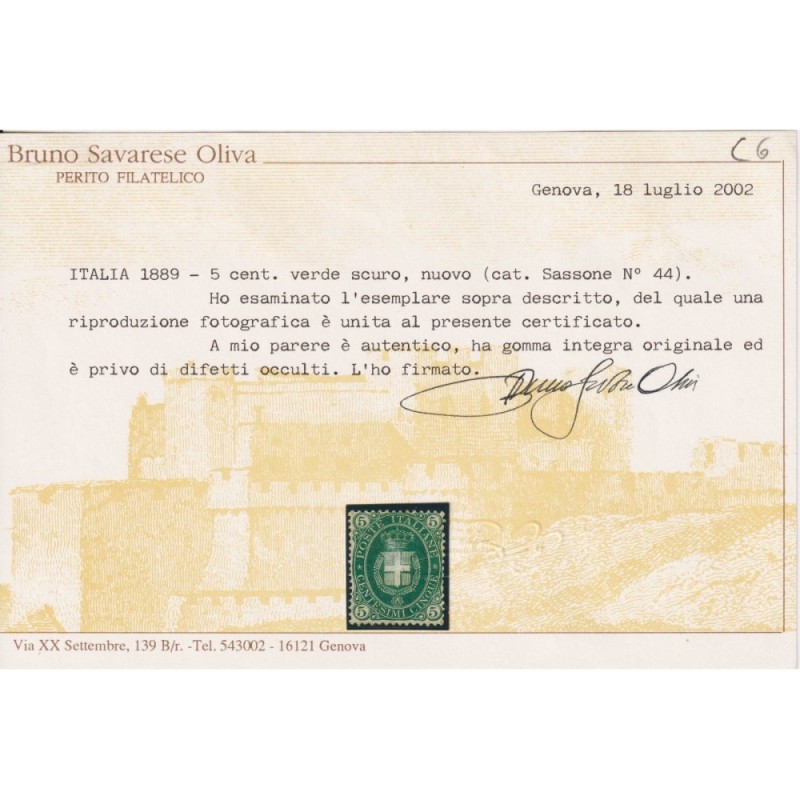 C6
Bruno Savarese Oliva
PERITO FILATELICO
Genova, 18 luglio 2002
ITALIA 1889 - 5 cent. verde scuro, nuovo (cat. Sassone N° 44).
Ho esaminato l'esemplare sopra descritto, del quale una
riproduzione fotografica è unita al presente certificato.
A mio parere è autentico, ha gomma integra originale ed
è privo di difetti occulti. L'ho firmato.
Bruno Savarese Oliva
5 POSTE ITALIANE 5
5 CENTESIMI CINQUE 5
Via XX Settembre, 139 B/r. -Tel. 543002 - 16121 Genova